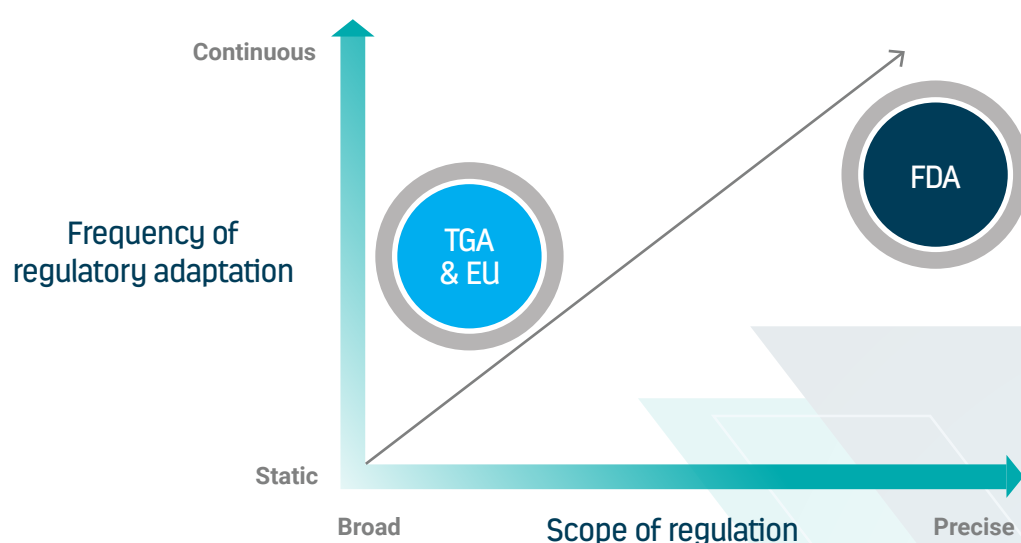 Continuous
FDA
TGA
& EU
Frequency of
regulatory adaptation
Static
Broad
Scope of regulation
Precise